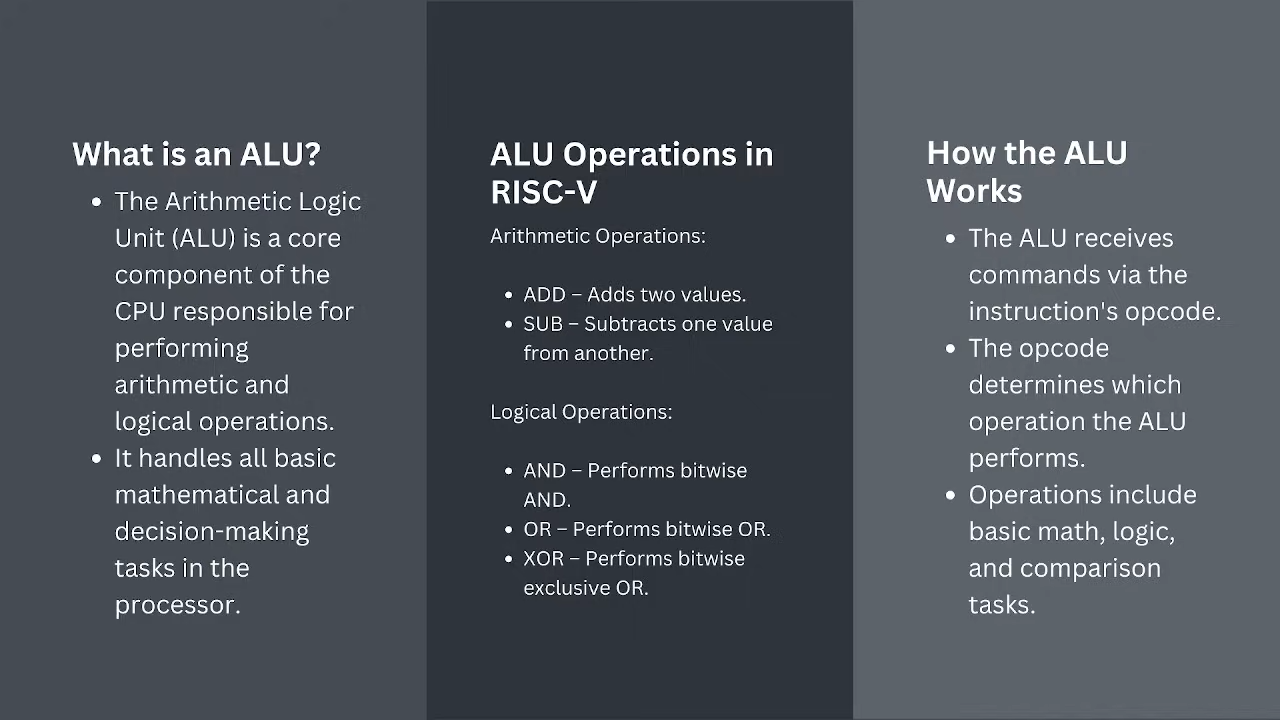 What is an ALU?
• The Arithmetic Logic
Unit (ALU) is a core
component of the
CPU responsible for
performing
arithmetic and
logical operations.
• It handles all basic
mathematical and
decision-making
tasks in the
processor.
ALU Operations in
RISC-V
Arithmetic Operations:
• ADD – Adds two values.
• SUB – Subtracts one value
from another.
Logical Operations:
• AND – Performs bitwise
AND.
• OR – Performs bitwise OR.
• XOR – Performs bitwise
exclusive OR.
How the ALU
Works
• The ALU receives
commands via the
instruction's opcode.
• The opcode
determines which
operation the ALU
performs.
• Operations include
basic math, logic,
and comparison
tasks.